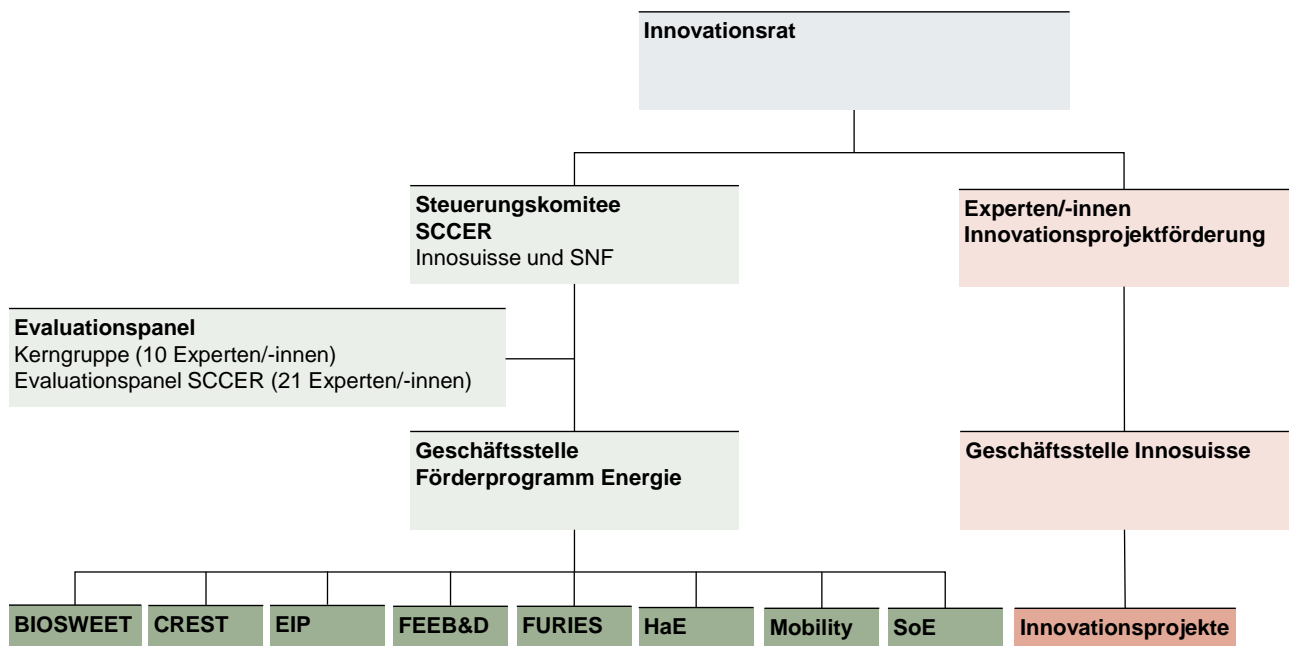 Innovationsrat
Steuerungskomitee
SCCER
Innosuisse und SNF
Experten/-innen
Innovationsprojektförderung
Evaluationspanel
Kerngruppe (10 Experten/-innen)
Evaluationspanel SCCER (21 Experten/-innen)
Geschäftsstelle
Förderprogramm Energie
Geschäftsstelle Innosuisse
BIOSWEET
CREST
EIP
FEEB&D
FURIES
HaE
Mobility
SoE
Innovationsprojekte